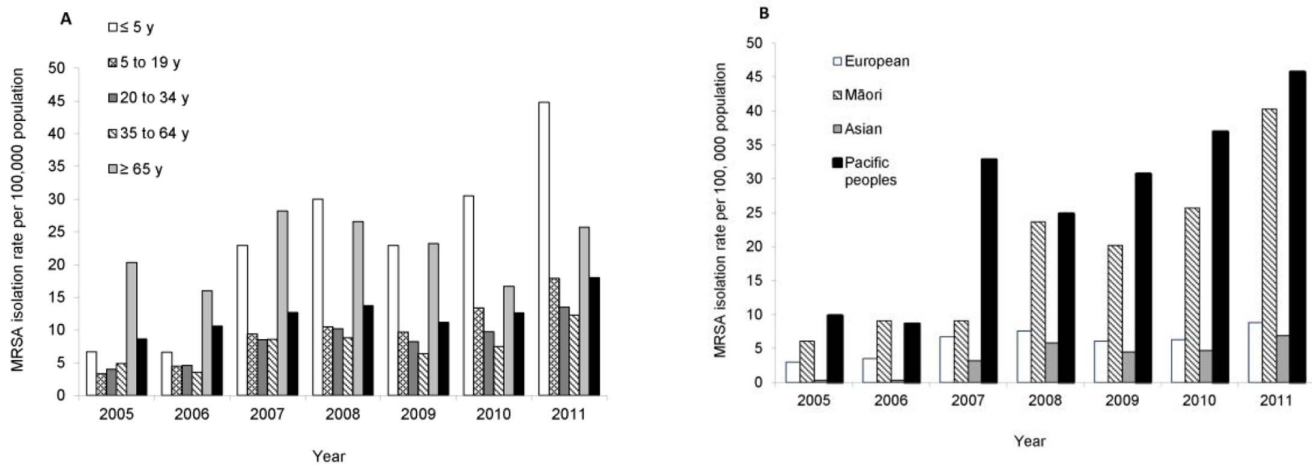 A
≤ 5 y
5 to 19 y
20 to 34 y
35 to 64 y
≥ 65 y
MRSA isolation rate per 100,000 population
50
45
40
35
30
25
20
15
10
5
0
2005 2006 2007 2008 2009 2010 2011
Year
B
European
Māori
Asian
Pacific
peoples
MRSA isolation rate per 100, 000 population
50
45
40
35
30
25
20
15
10
5
0
2005 2006 2007 2008 2009 2010 2011
Year